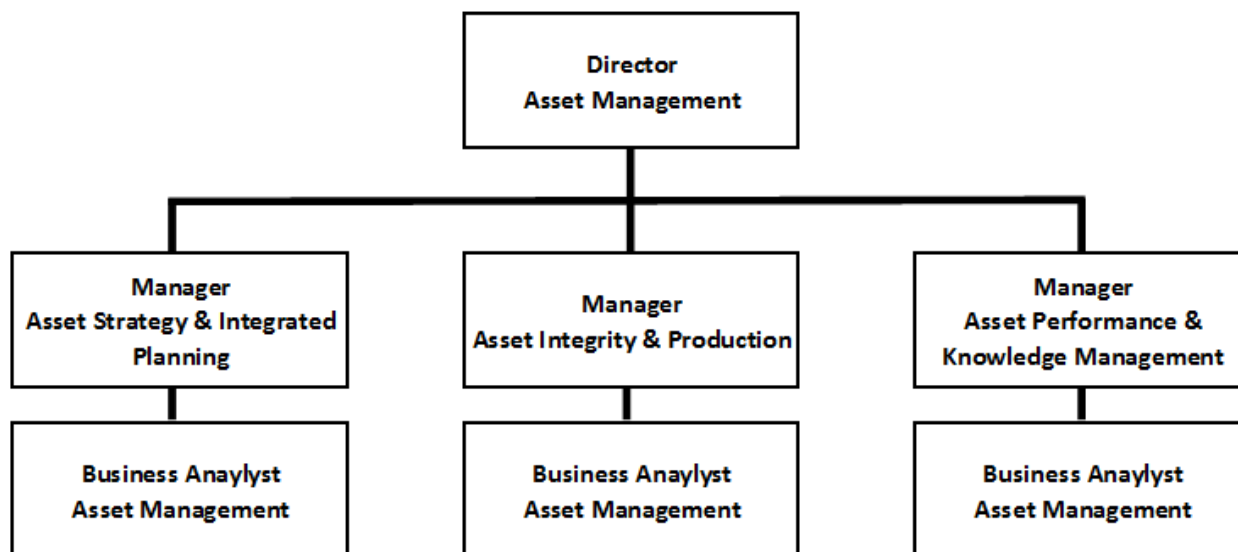 Director
Asset Management
Manager
Asset Strategy & Integrated
Planning
Manager
Asset Integrity & Production
Manager
Asset Performance &
Knowledge Management
Business Anaylyst
Asset Management
Business Anaylyst
Asset Management
Business Anaylyst
Asset Management